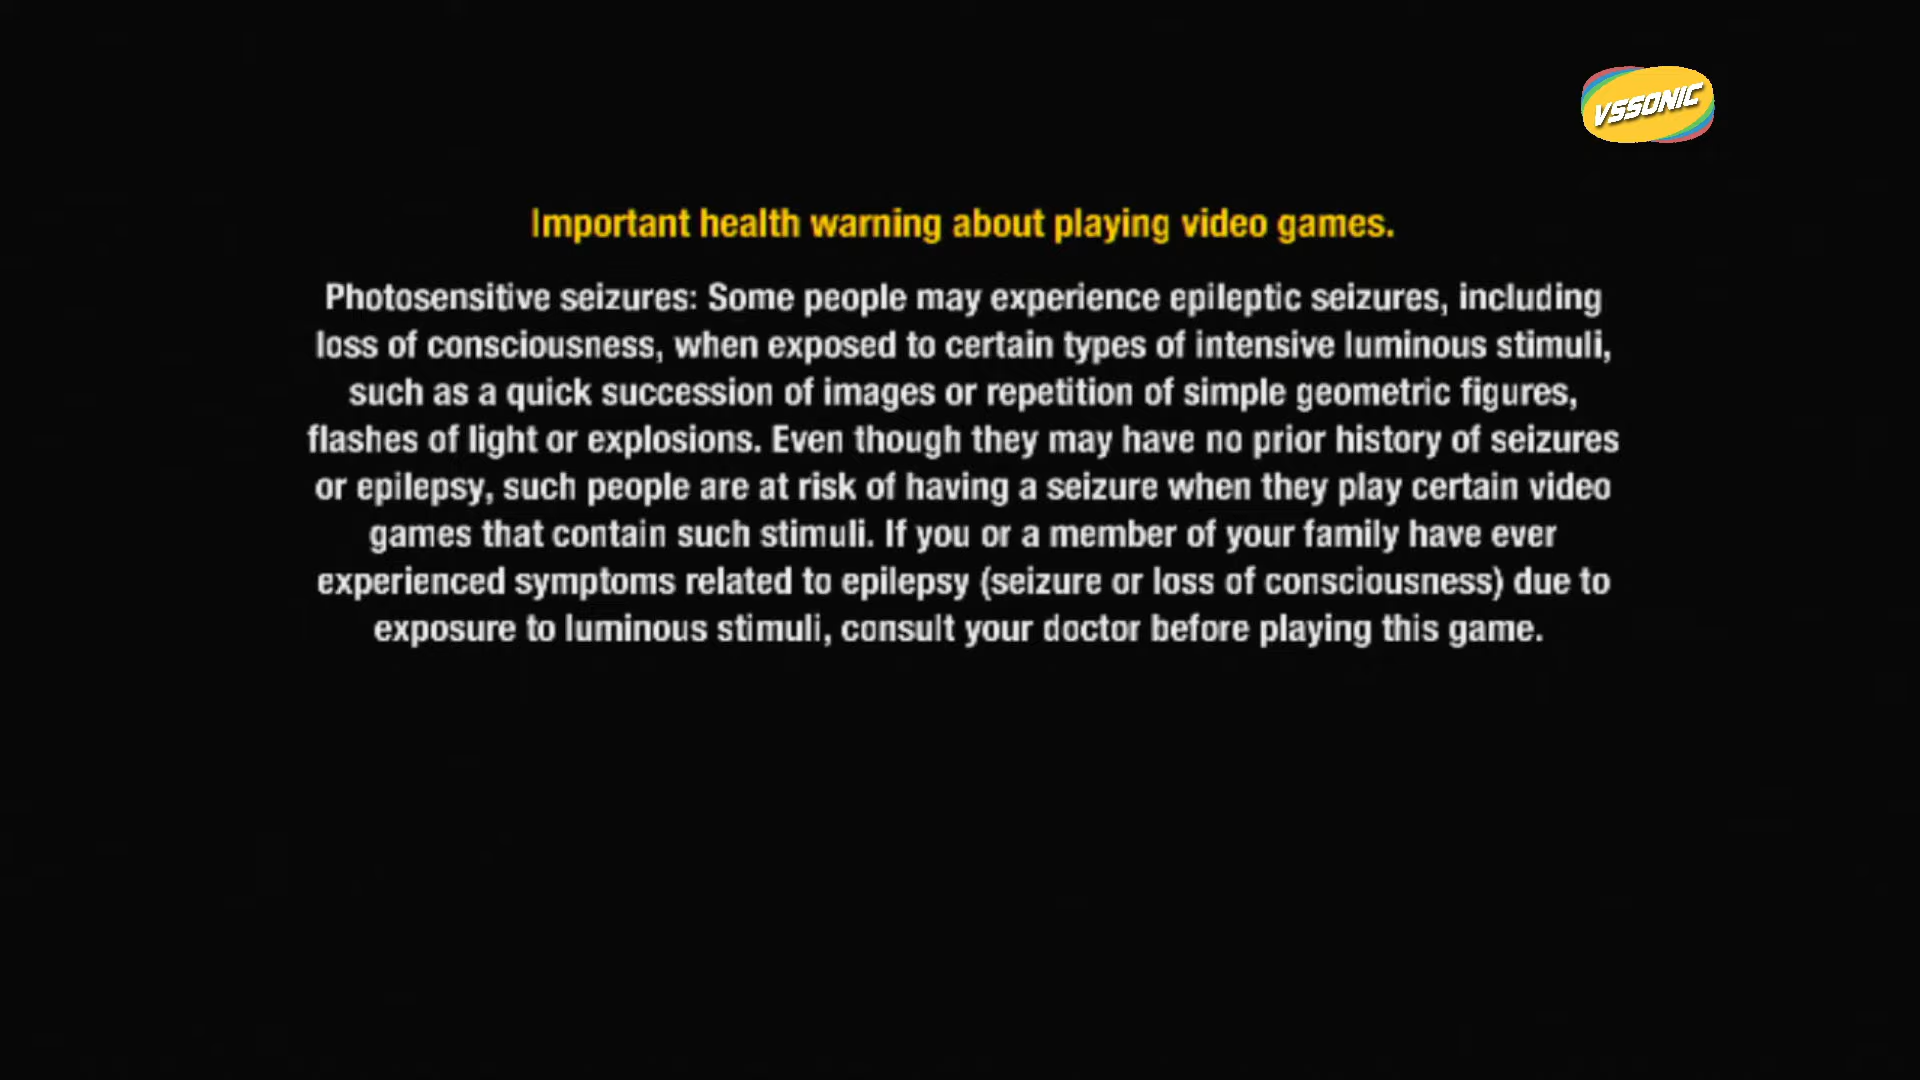 VSSONIC
Important health warning about playing video games.
Photosensitive seizures: Some people may experience epileptic seizures, including
loss of consciousness, when exposed to certain types of intensive luminous stimuli,
such as a quick succession of images or repetition of simple geometric figures,
flashes of light or explosions. Even though they may have no prior history of seizures
or epilepsy, such people are at risk of having a seizure when they play certain video
games that contain such stimuli. If you or a member of your family have ever
experienced symptoms related to epilepsy (seizure or loss of consciousness) due to
exposure to luminous stimuli, consult your doctor before playing this game.